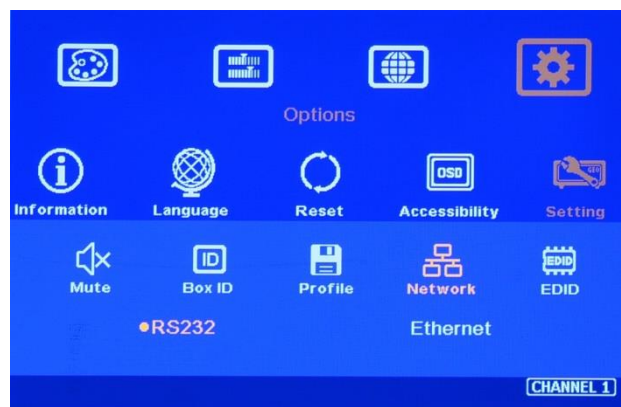 Options
OSD
Information Language Reset Accessibility Setting
ID EDID
Mute Box ID Profile Network EDID
RS232 Ethernet
CHANNEL 1